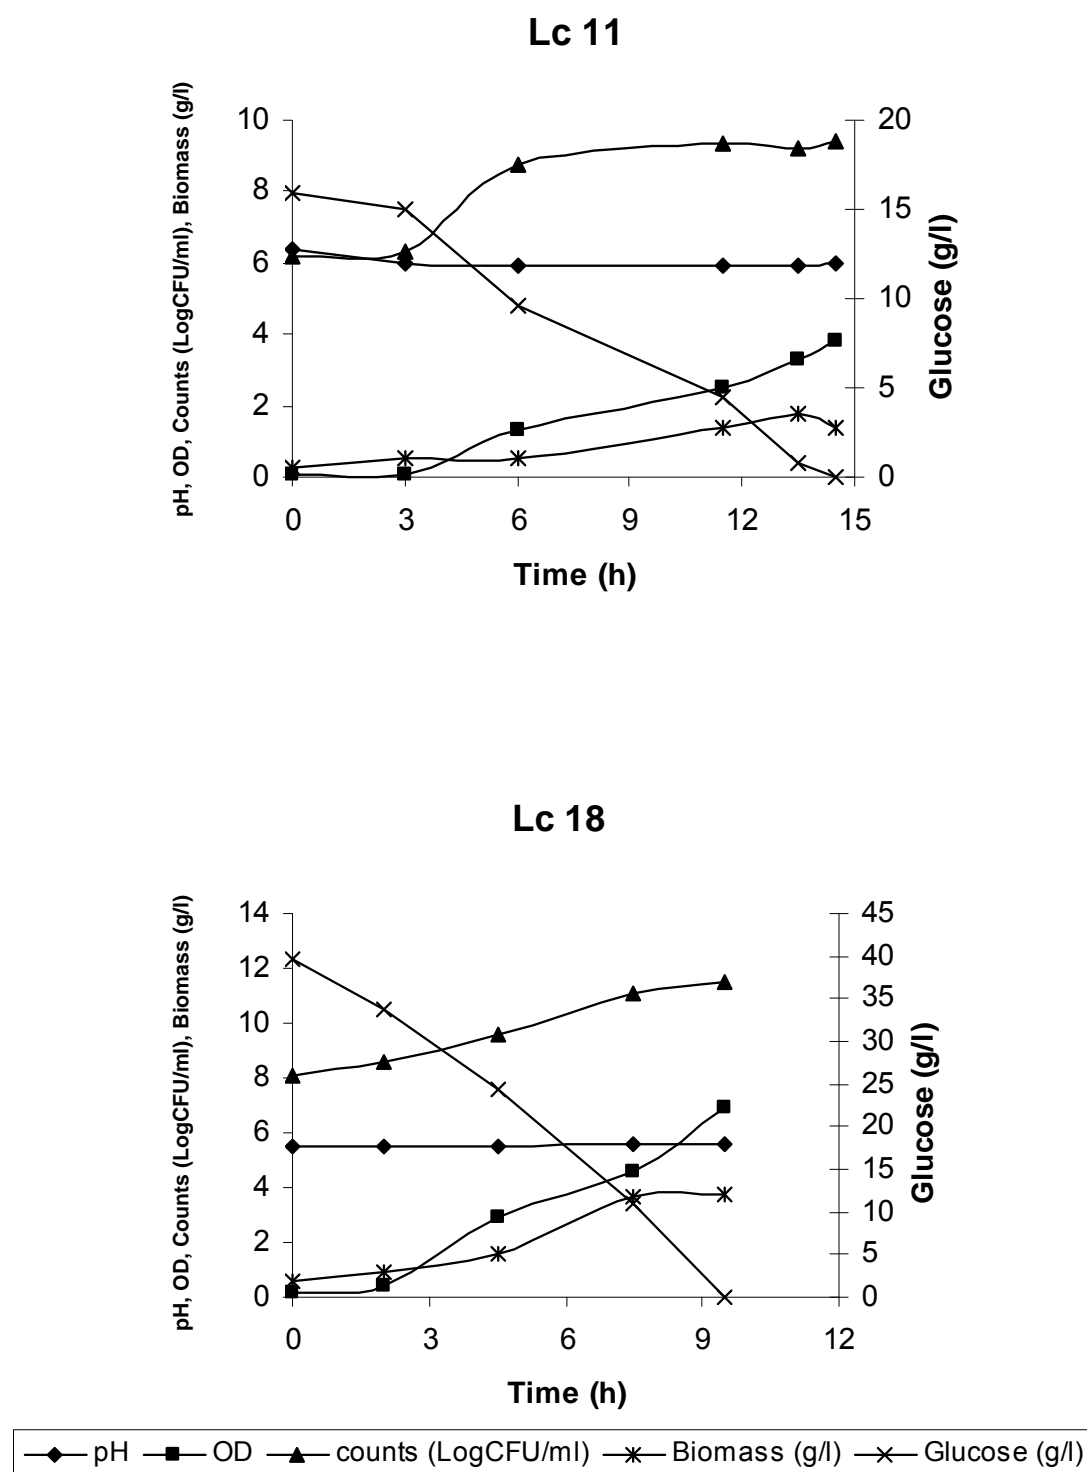 Lc 11
pH, OD, Counts (LogCFU/ml), Biomass (g/l)
10
8
6
4
2
0
20
15
10
5
0
Glucose (g/l)
0 3 6 9 12 15
Time (h)
Lc 18
pH, OD, Counts (LogCFU/ml), Biomass (g/l)
14
12
10
8
6
4
2
0
45
40
35
30
25
20
15
10
5
0
Glucose (g/l)
0 3 6 9 12
Time (h)
pH OD counts (LogCFU/ml) Biomass (g/l) Glucose (g/l)